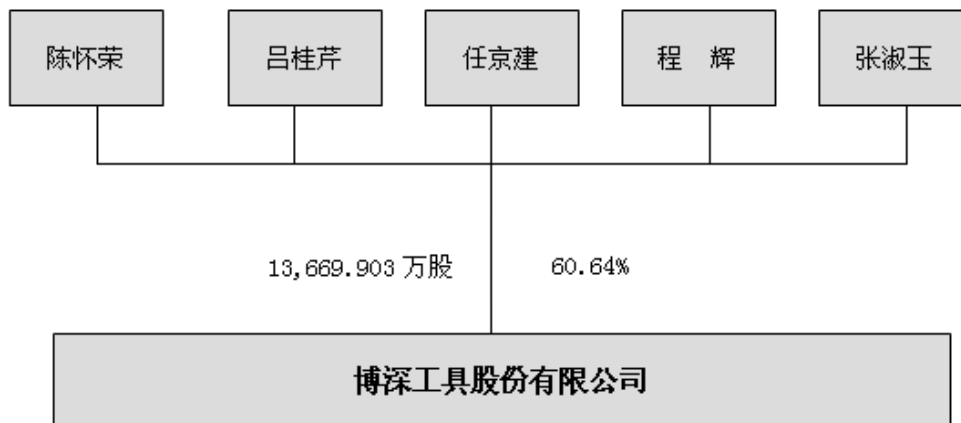 陈怀荣 吕桂芹 任京建 程 辉 张淑玉
13,669.903 万股 60.64%
博深工具股份有限公司